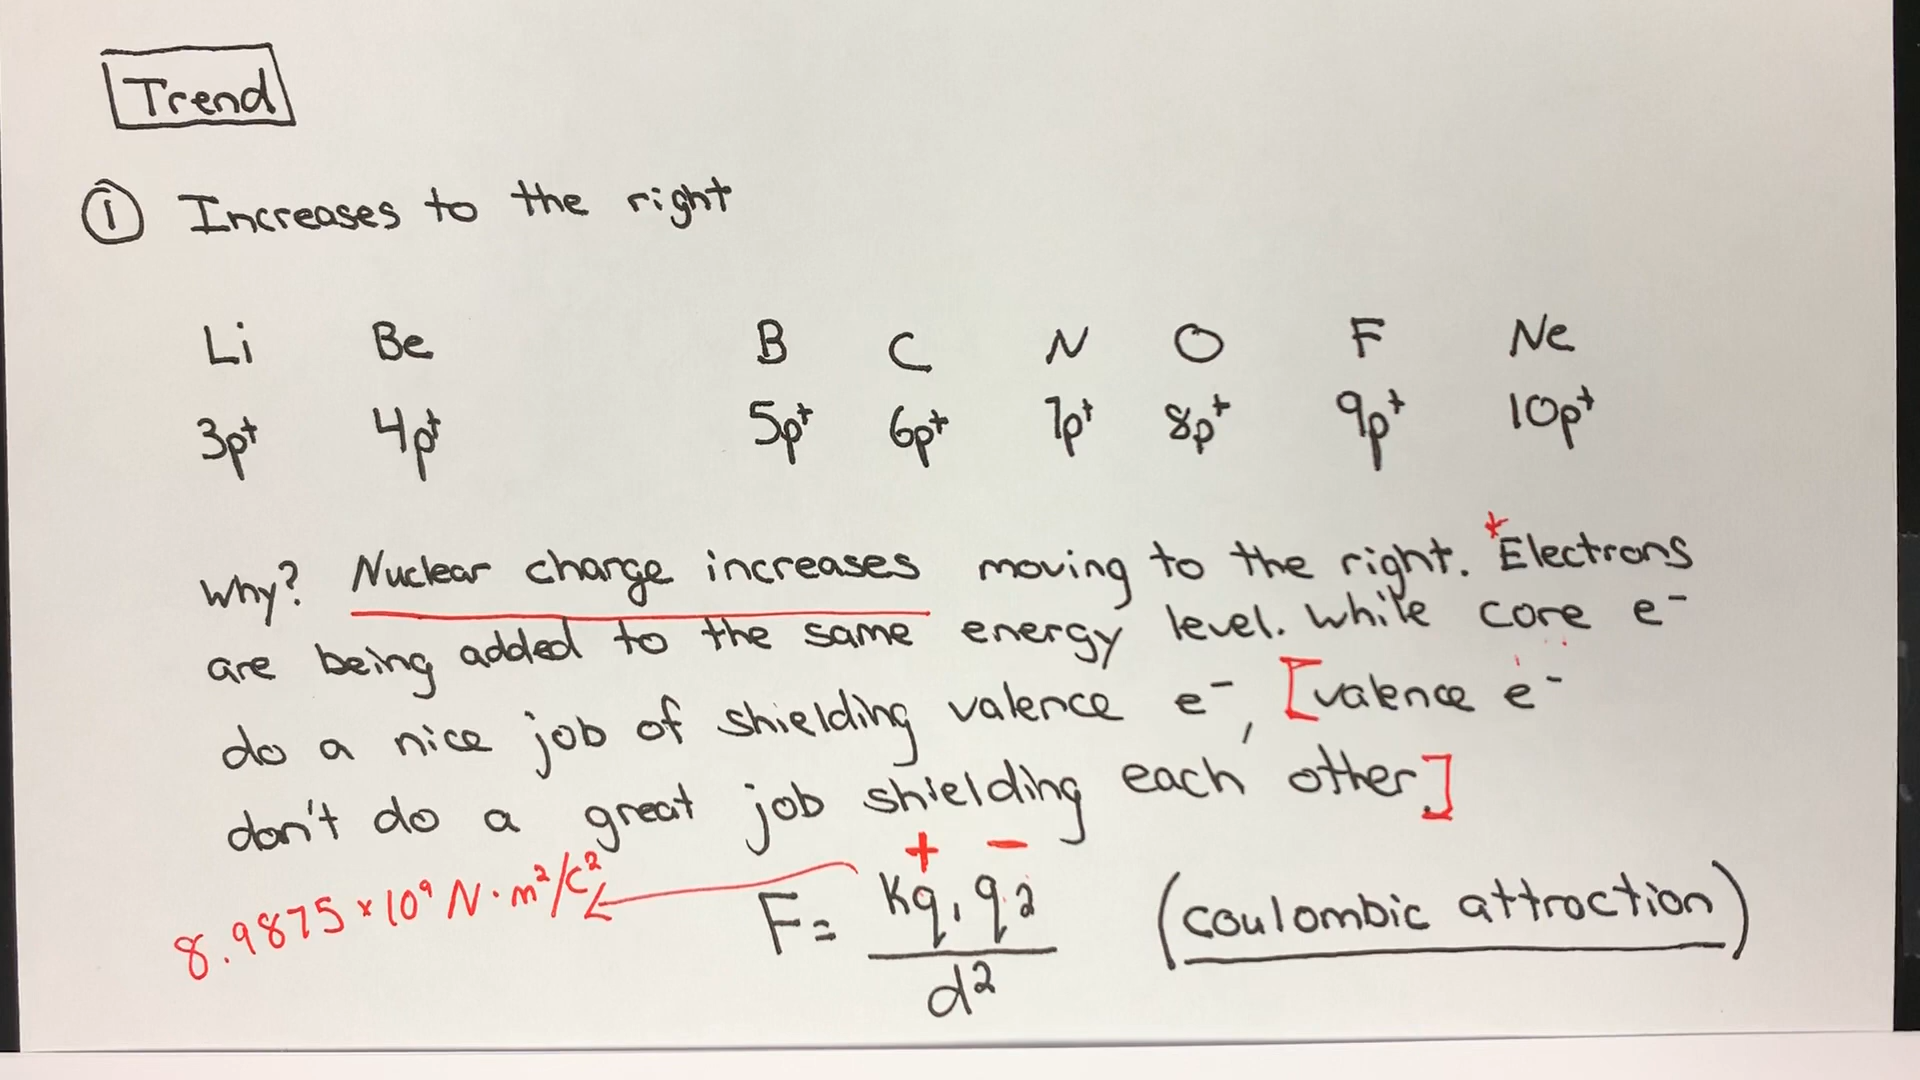 Trend
① Increases to the right
Li Be B C N O F Ne
3p⁺ 4p⁺ 5p⁺ 6p⁺ 7p⁺ 8p⁺ 9p⁺ 10p⁺
Why? Nuclear charge increases moving to the right. *Electrons
are being added to the same energy level. While core e⁻
do a nice job of shielding valence e⁻, [valence e⁻
don't do a great job shielding each other]
+ −
8.9875 × 10⁹ N·m²/C² F = kq₁q₂/d² (coulombic attraction)